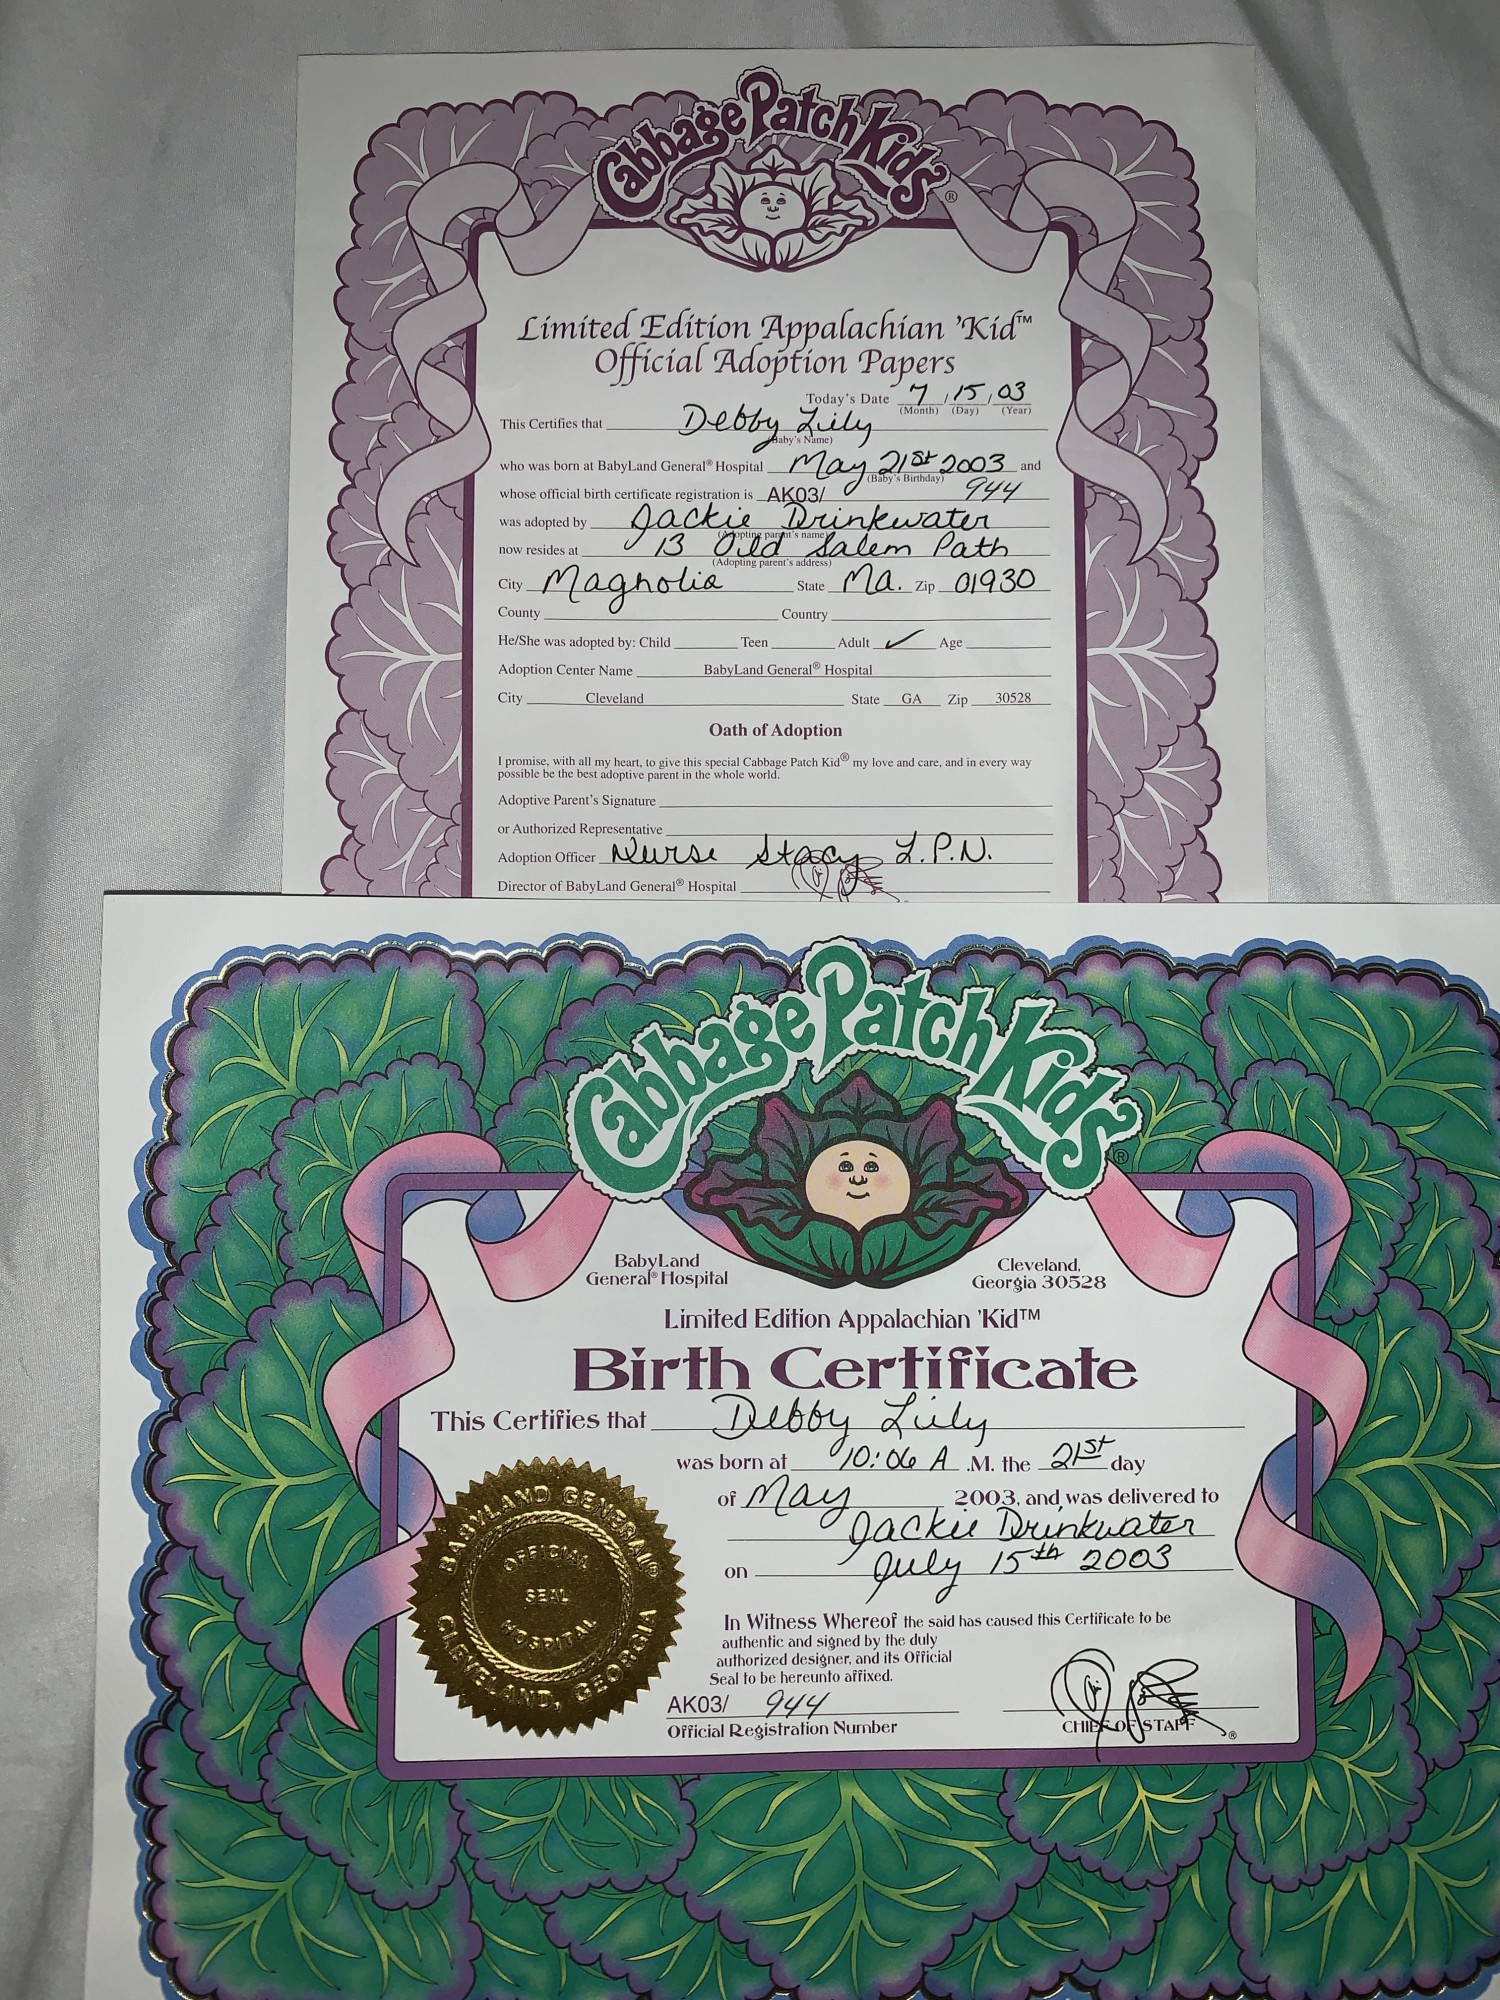 Cabbage Patch Kids®
Limited Edition Appalachian 'Kid™
Official Adoption Papers
Today's Date 7 / 15 / 03
(Month) (Day) (Year)
This Certifies that Debby Lily
(Baby's Name)
who was born at BabyLand General® Hospital May 21st 2003 and
(Baby's Birthday)
whose official birth certificate registration is AK03/ 944
was adopted by Jackie Drinkwater
(Adopting parent's name)
now resides at 13 Old Salem Path
(Adopting parent's address)
City Magnolia State Ma. Zip 01930
County Country
He/She was adopted by: Child Teen Adult ✓ Age
Adoption Center Name BabyLand General® Hospital
City Cleveland State GA Zip 30528
Oath of Adoption
I promise, with all my heart, to give this special Cabbage Patch Kid® my love and care, and in every way
possible be the best adoptive parent in the whole world.
Adoptive Parent's Signature
or Authorized Representative
Adoption Officer Nurse Stacy L.P.N.
Director of BabyLand General® Hospital
Cabbage Patch Kids®
BabyLand
General® Hospital
Cleveland,
Georgia 30528
Limited Edition Appalachian 'Kid™
Birth Certificate
This Certifies that Debby Lily
was born at 10:06 A .M. the 21st day
of May 2003, and was delivered to
Jackie Drinkwater
on July 15th 2003
In Witness Whereof the said has caused this Certificate to be
authentic and signed by the duly
authorized designer, and its Official
Seal to be hereunto affixed.
AK03/ 944
Official Registration Number
CHIEF OF STAFF ®
BABYLAND GENERAL®
OFFICIAL
SEAL
HOSPITAL
CLEVELAND, GEORGIA